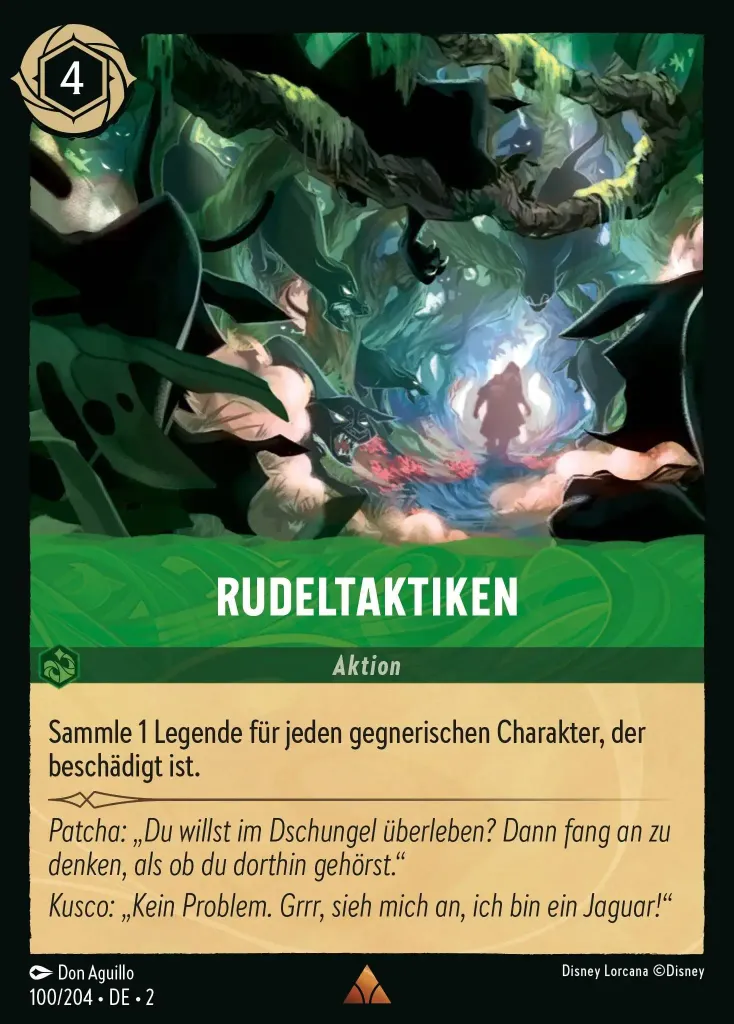 4
RUDELTAKTIKEN
Aktion
Sammle 1 Legende für jeden gegnerischen Charakter, der
beschädigt ist.
Patcha: „Du willst im Dschungel überleben? Dann fang an zu
denken, als ob du dorthin gehörst.“
Kusco: „Kein Problem. Grrr, sieh mich an, ich bin ein Jaguar!“
Don Aguillo
Disney Lorcana ©Disney
100/204 • DE • 2